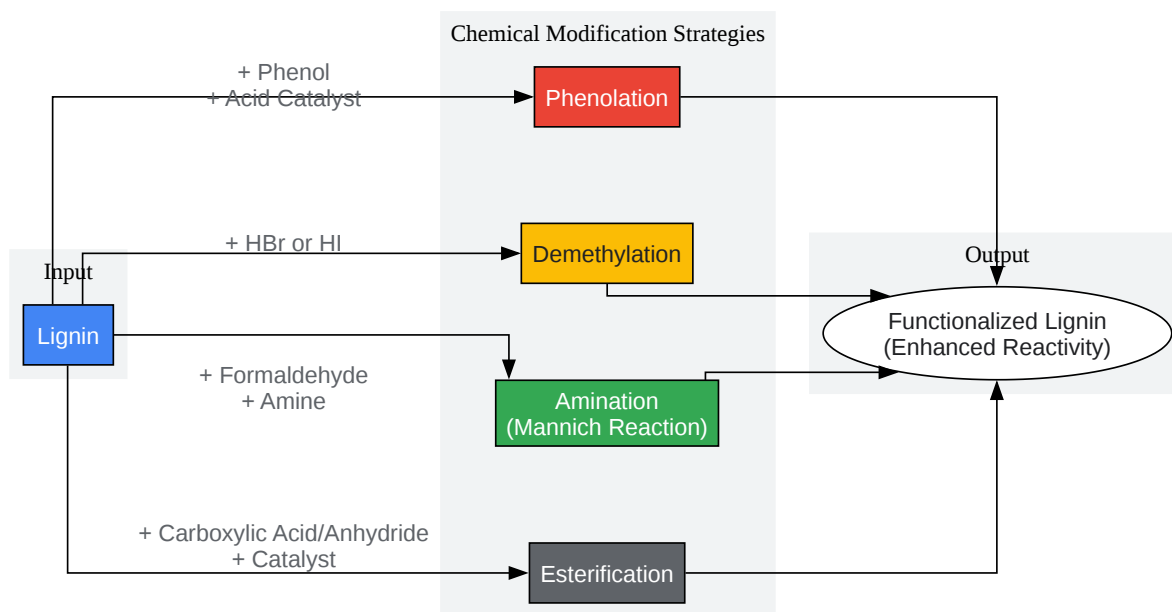 Chemical Modification Strategies
+ Phenol
+ Acid Catalyst
Phenolation
+ HBr or HI
Demethylation
Input
Lignin
Output
Functionalized Lignin
(Enhanced Reactivity)
+ Formaldehyde
+ Amine
Amination
(Mannich Reaction)
+ Carboxylic Acid/Anhydride
+ Catalyst
Esterification